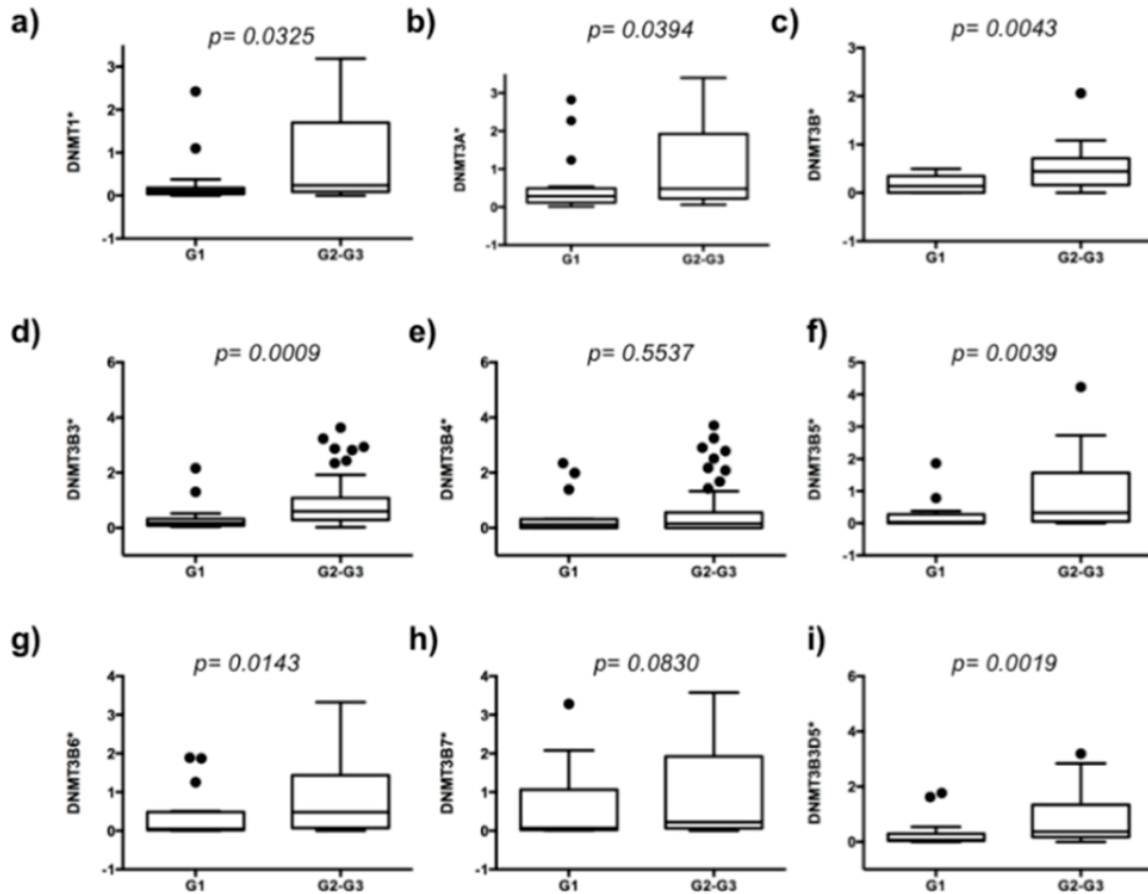 a) p= 0.0325
DNMT1*
3
2
1
0
-1
G1 G2-G3
b) p= 0.0394
DNMT3A*
3
2
1
0
-1
G1 G2-G3
c) p= 0.0043
DNMT3B*
3
2
1
0
-1
G1 G2-G3
d) p= 0.0009
DNMT3B3*
6
4
2
0
G1 G2-G3
e) p= 0.5537
DNMT3B4*
6
4
2
0
G1 G2-G3
f) p= 0.0039
DNMT3B5*
5
4
3
2
1
0
-1
G1 G2-G3
g) p= 0.0143
DNMT3B6*
4
3
2
1
0
-1
G1 G2-G3
h) p= 0.0830
DNMT3B7*
4
3
2
1
0
-1
G1 G2-G3
i) p= 0.0019
DNMT3B3D5*
6
4
2
0
G1 G2-G3